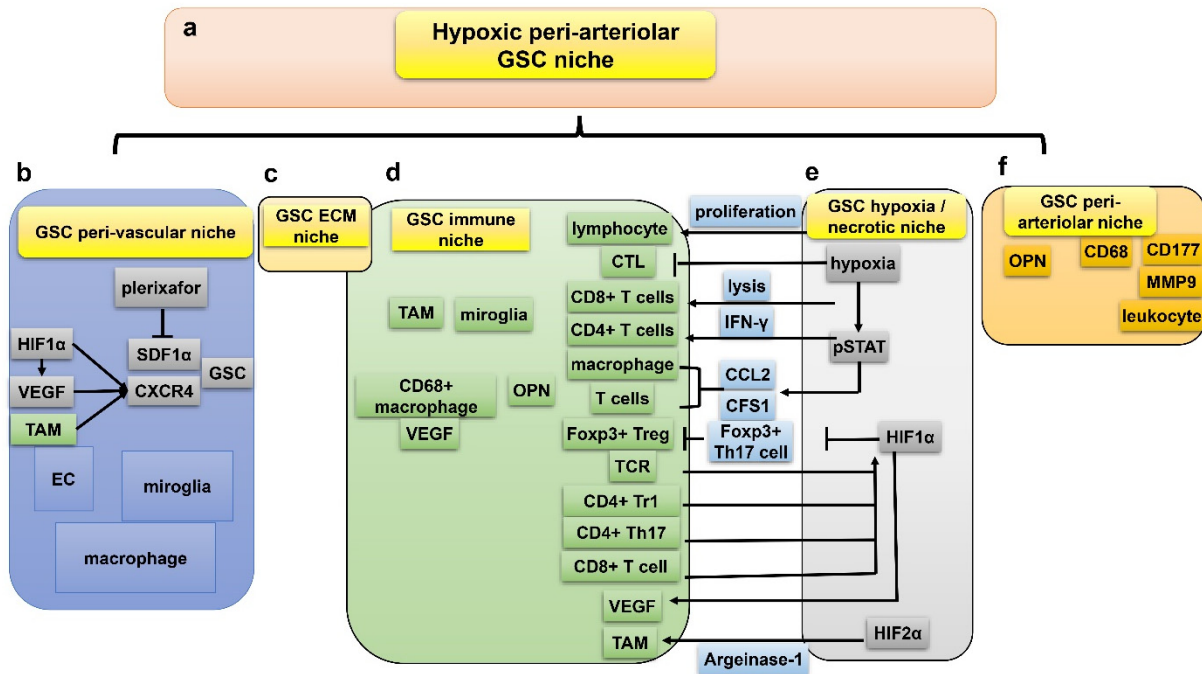 a
Hypoxic peri-arteriolar
GSC niche
b
GSC peri-vascular niche
plerixafor
HIF1α
SDF1α
GSC
VEGF
CXCR4
TAM
EC
miroglia
macrophage
c
GSC ECM
niche
d
GSC immune
niche
lymphocyte
CTL
CD8+ T cells
TAM
miroglia
CD4+ T cells
macrophage
CD68+
macrophage
OPN
T cells
VEGF
Foxp3+ Treg
TCR
CD4+ Tr1
CD4+ Th17
CD8+ T cell
VEGF
TAM
proliferation
lysis
IFN-γ
CCL2
CFS1
Foxp3+
Th17 cell
Argeinase-1
e
GSC hypoxia /
necrotic niche
hypoxia
pSTAT
HIF1α
HIF2α
f
GSC peri-
arteriolar niche
OPN
CD68
CD177
MMP9
leukocyte